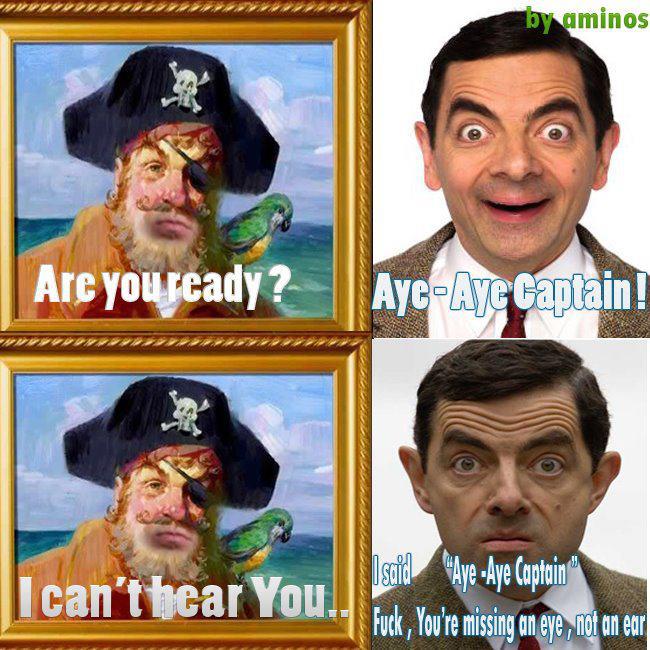 by aminos
Are you ready ?
Aye - Aye Captain !
I can't hear You..
I said “Aye -Aye Captain ”
Fuck , You're missing an eye , not an ear